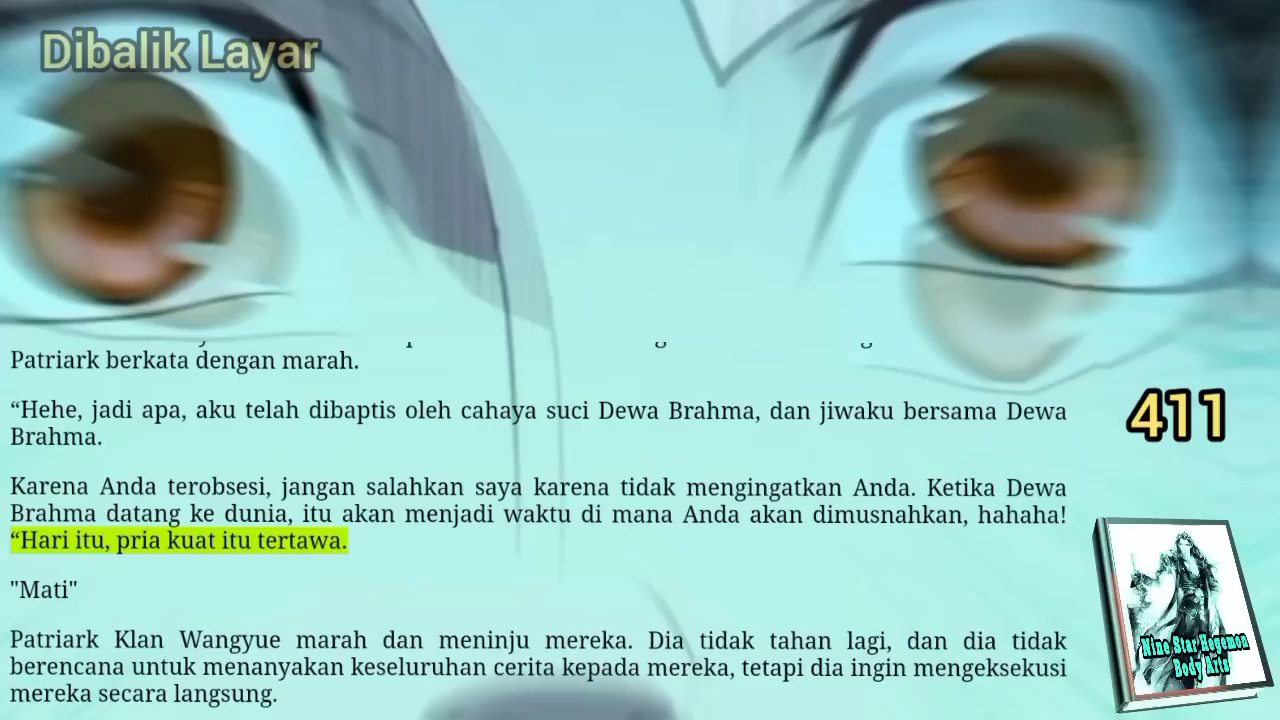 Dibalik Layar
Patriark berkata dengan marah.
“Hehe, jadi apa, aku telah dibaptis oleh cahaya suci Dewa Brahma, dan jiwaku bersama Dewa
Brahma.
Karena Anda terobsesi, jangan salahkan saya karena tidak mengingatkan Anda. Ketika Dewa
Brahma datang ke dunia, itu akan menjadi waktu di mana Anda akan dimusnahkan, hahaha!
“Hari itu, pria kuat itu tertawa.
"Mati"
Patriark Klan Wangyue marah dan meninju mereka. Dia tidak tahan lagi, dan dia tidak
berencana untuk menanyakan keseluruhan cerita kepada mereka, tetapi dia ingin mengeksekusi
mereka secara langsung.
411
Nine Star Hegemon
Body Arts